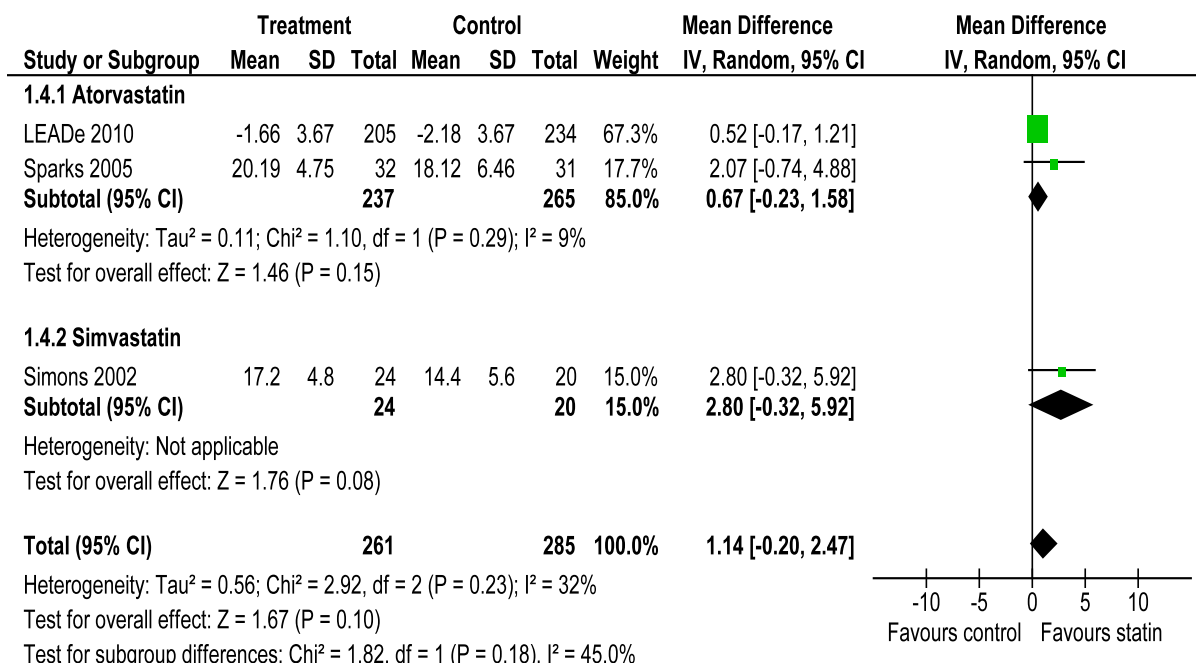 Treatment Control Mean Difference Mean Difference
Study or Subgroup Mean SD Total Mean SD Total Weight IV, Random, 95% CI IV, Random, 95% CI
1.4.1 Atorvastatin
LEADe 2010 -1.66 3.67 205 -2.18 3.67 234 67.3% 0.52 [-0.17, 1.21]
Sparks 2005 20.19 4.75 32 18.12 6.46 31 17.7% 2.07 [-0.74, 4.88]
Subtotal (95% CI) 237 265 85.0% 0.67 [-0.23, 1.58]
Heterogeneity: Tau² = 0.11; Chi² = 1.10, df = 1 (P = 0.29); I² = 9%
Test for overall effect: Z = 1.46 (P = 0.15)
1.4.2 Simvastatin
Simons 2002 17.2 4.8 24 14.4 5.6 20 15.0% 2.80 [-0.32, 5.92]
Subtotal (95% CI) 24 20 15.0% 2.80 [-0.32, 5.92]
Heterogeneity: Not applicable
Test for overall effect: Z = 1.76 (P = 0.08)
Total (95% CI) 261 285 100.0% 1.14 [-0.20, 2.47]
Heterogeneity: Tau² = 0.56; Chi² = 2.92, df = 2 (P = 0.23); I² = 32%
Test for overall effect: Z = 1.67 (P = 0.10)
Test for subgroup differences: Chi² = 1.82, df = 1 (P = 0.18), I² = 45.0%
-10 -5 0 5 10
Favours control Favours statin